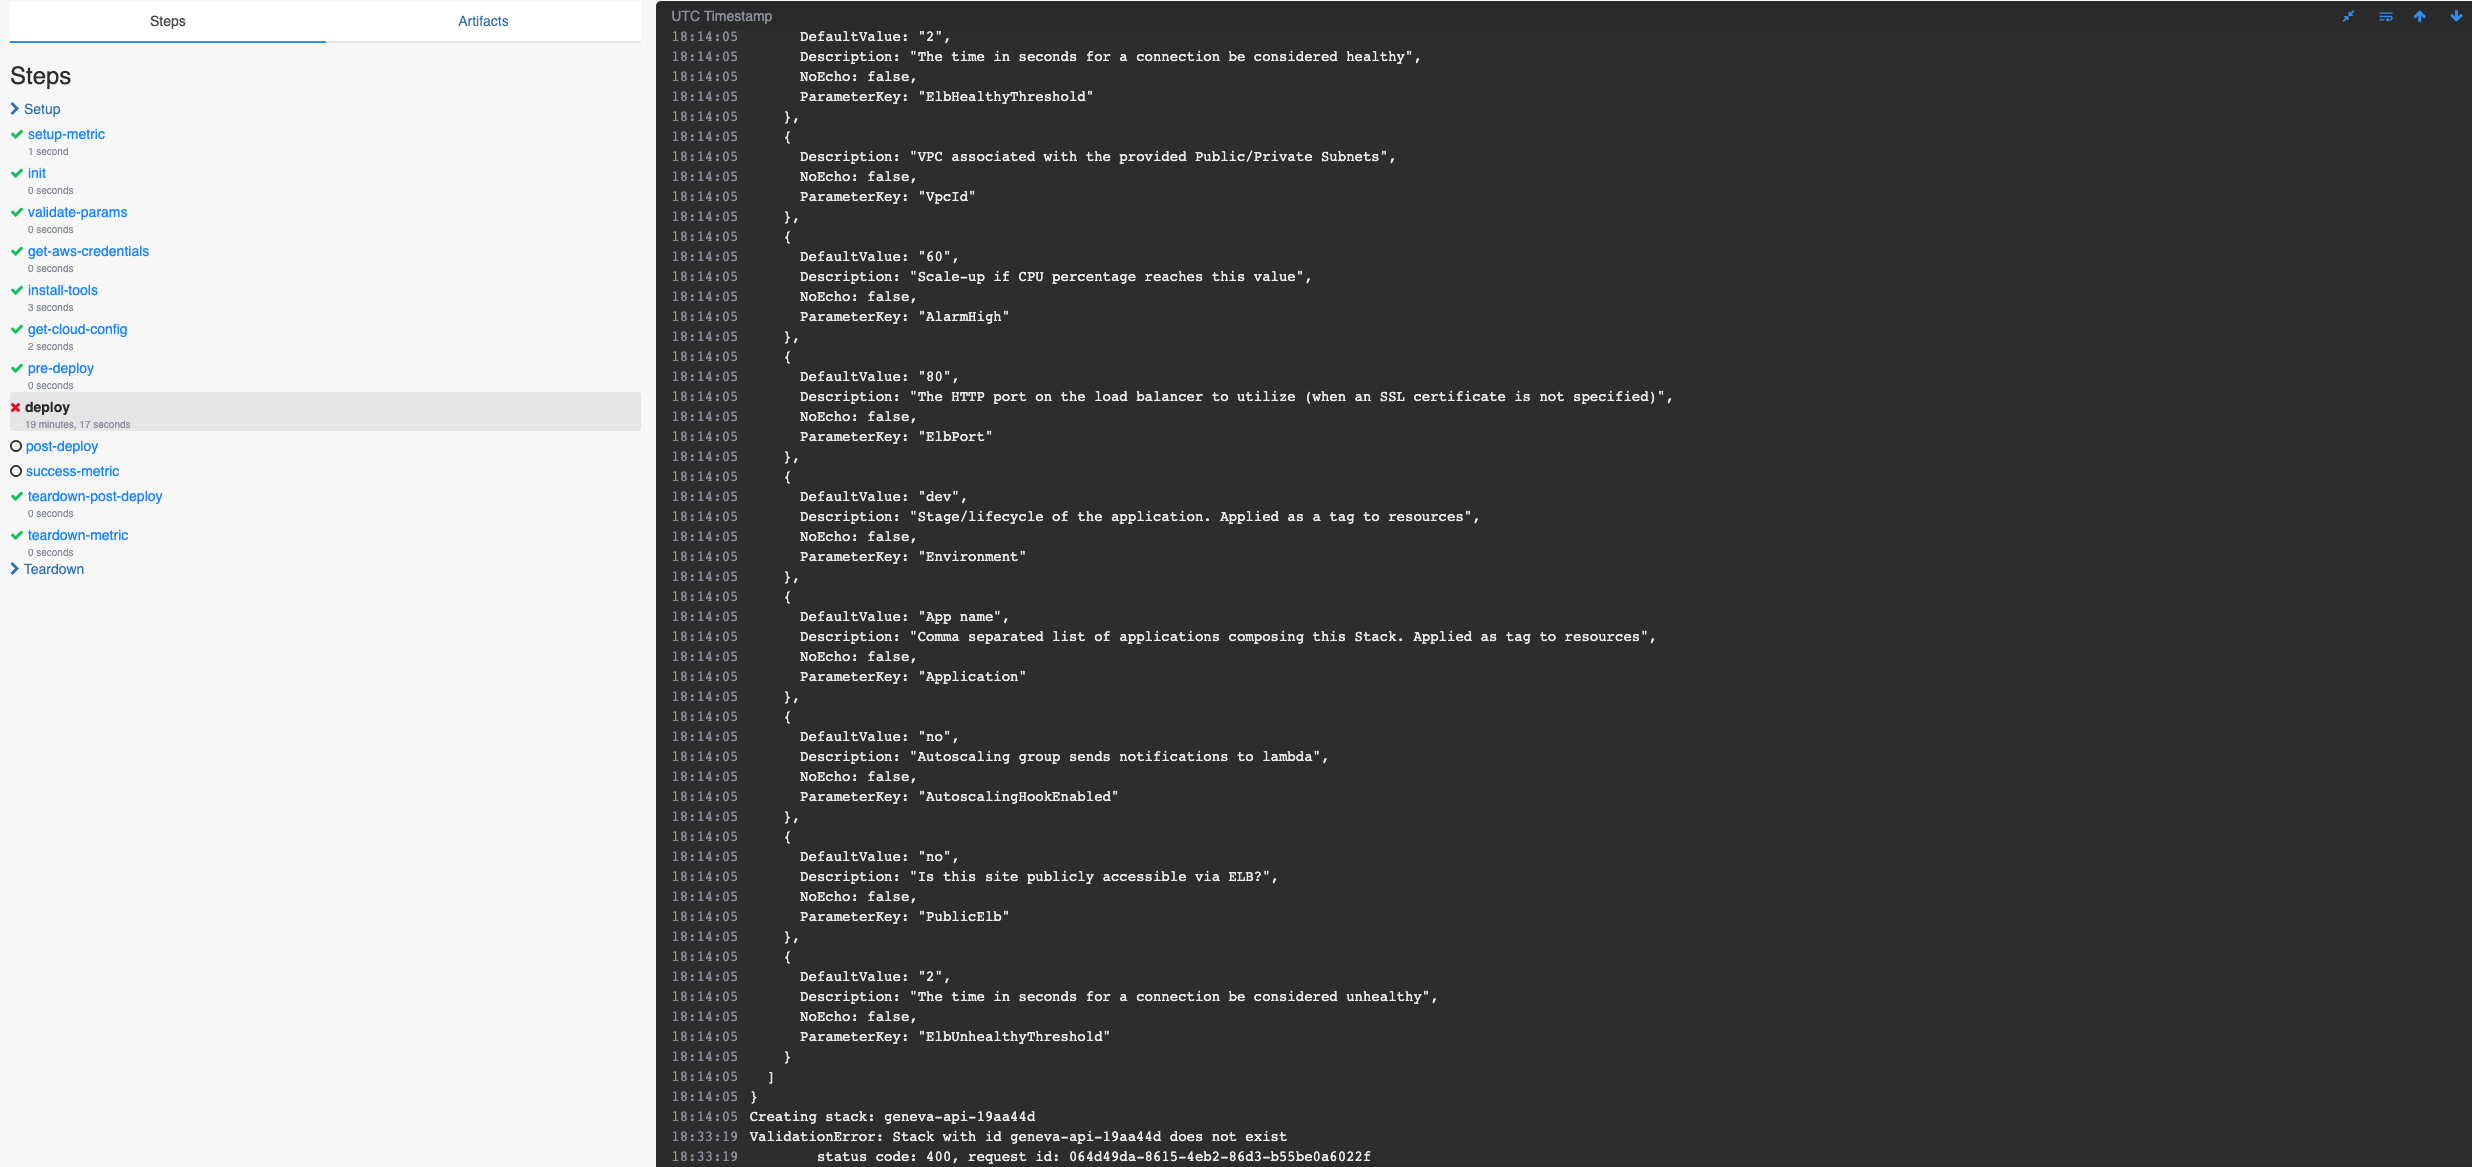 Steps
Artifacts
Steps
Setup
setup-metric
1 second
init
0 seconds
validate-params
0 seconds
get-aws-credentials
0 seconds
install-tools
3 seconds
get-cloud-config
2 seconds
pre-deploy
0 seconds
deploy
19 minutes, 17 seconds
post-deploy
success-metric
teardown-post-deploy
0 seconds
teardown-metric
0 seconds
Teardown
UTC Timestamp
18:14:05 DefaultValue: "2",
18:14:05 Description: "The time in seconds for a connection be considered healthy",
18:14:05 NoEcho: false,
18:14:05 ParameterKey: "ElbHealthyThreshold"
18:14:05 },
18:14:05 {
18:14:05 Description: "VPC associated with the provided Public/Private Subnets",
18:14:05 NoEcho: false,
18:14:05 ParameterKey: "VpcId"
18:14:05 },
18:14:05 {
18:14:05 DefaultValue: "60",
18:14:05 Description: "Scale-up if CPU percentage reaches this value",
18:14:05 NoEcho: false,
18:14:05 ParameterKey: "AlarmHigh"
18:14:05 },
18:14:05 {
18:14:05 DefaultValue: "80",
18:14:05 Description: "The HTTP port on the load balancer to utilize (when an SSL certificate is not specified)",
18:14:05 NoEcho: false,
18:14:05 ParameterKey: "ElbPort"
18:14:05 },
18:14:05 {
18:14:05 DefaultValue: "dev",
18:14:05 Description: "Stage/lifecycle of the application. Applied as a tag to resources",
18:14:05 NoEcho: false,
18:14:05 ParameterKey: "Environment"
18:14:05 },
18:14:05 {
18:14:05 DefaultValue: "App name",
18:14:05 Description: "Comma separated list of applications composing this Stack. Applied as tag to resources",
18:14:05 NoEcho: false,
18:14:05 ParameterKey: "Application"
18:14:05 },
18:14:05 {
18:14:05 DefaultValue: "no",
18:14:05 Description: "Autoscaling group sends notifications to lambda",
18:14:05 NoEcho: false,
18:14:05 ParameterKey: "AutoscalingHookEnabled"
18:14:05 },
18:14:05 {
18:14:05 DefaultValue: "no",
18:14:05 Description: "Is this site publicly accessible via ELB?",
18:14:05 NoEcho: false,
18:14:05 ParameterKey: "PublicElb"
18:14:05 },
18:14:05 {
18:14:05 DefaultValue: "2",
18:14:05 Description: "The time in seconds for a connection be considered unhealthy",
18:14:05 NoEcho: false,
18:14:05 ParameterKey: "ElbUnhealthyThreshold"
18:14:05 }
18:14:05 ]
18:14:05 }
18:14:05 Creating stack: geneva-api-19aa44d
18:33:19 ValidationError: Stack with id geneva-api-19aa44d does not exist
18:33:19 status code: 400, request id: 064d49da-8615-4eb2-86d3-b55be0a6022f